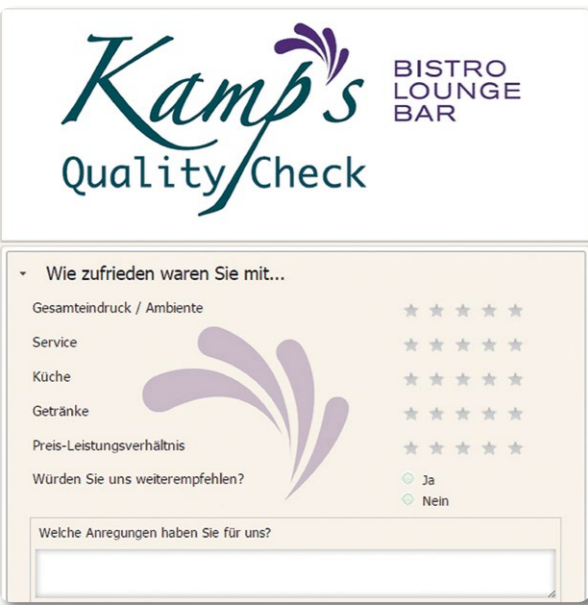 Kamp's
BISTRO
LOUNGE
BAR
Quality Check
Wie zufrieden waren Sie mit...
Gesamteindruck / Ambiente
Service
Küche
Getränke
Preis-Leistungsverhältnis
Würden Sie uns weiterempfehlen?
Ja
Nein
Welche Anregungen haben Sie für uns?